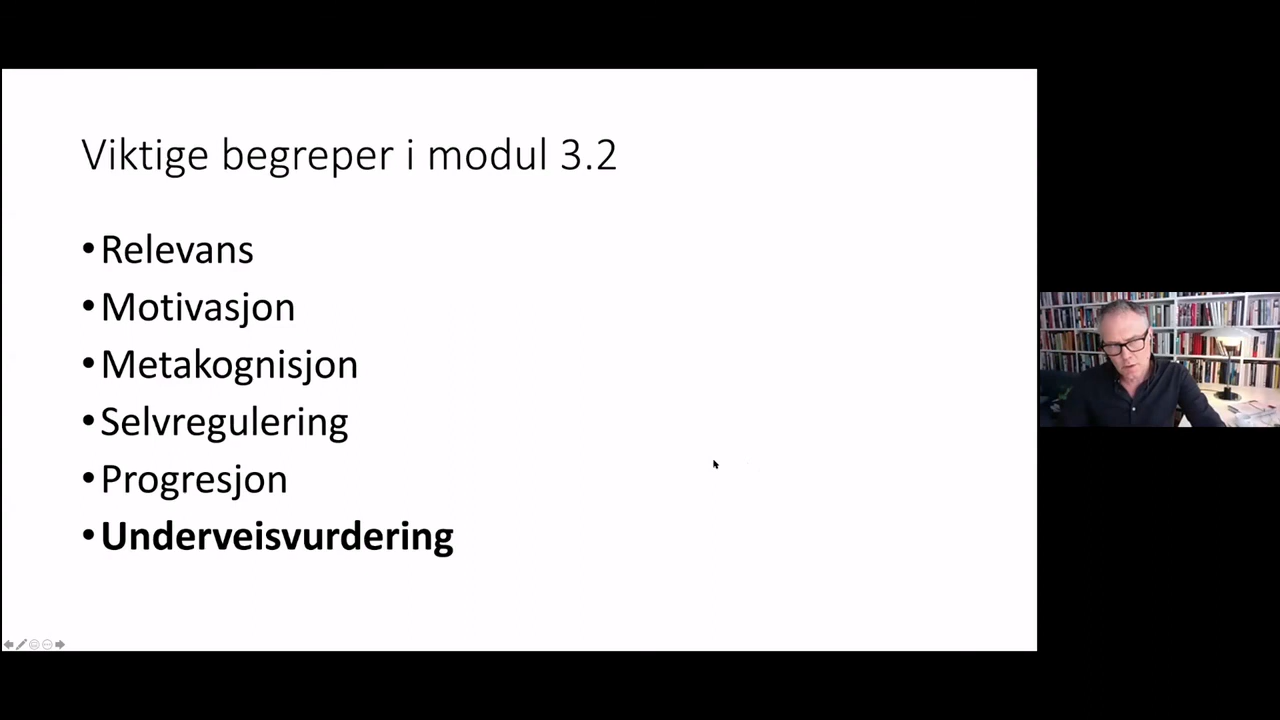 Viktige begreper i modul 3.2
•Relevans
•Motivasjon
•Metakognisjon
•Selvregulering
•Progresjon
•Underveisvurdering